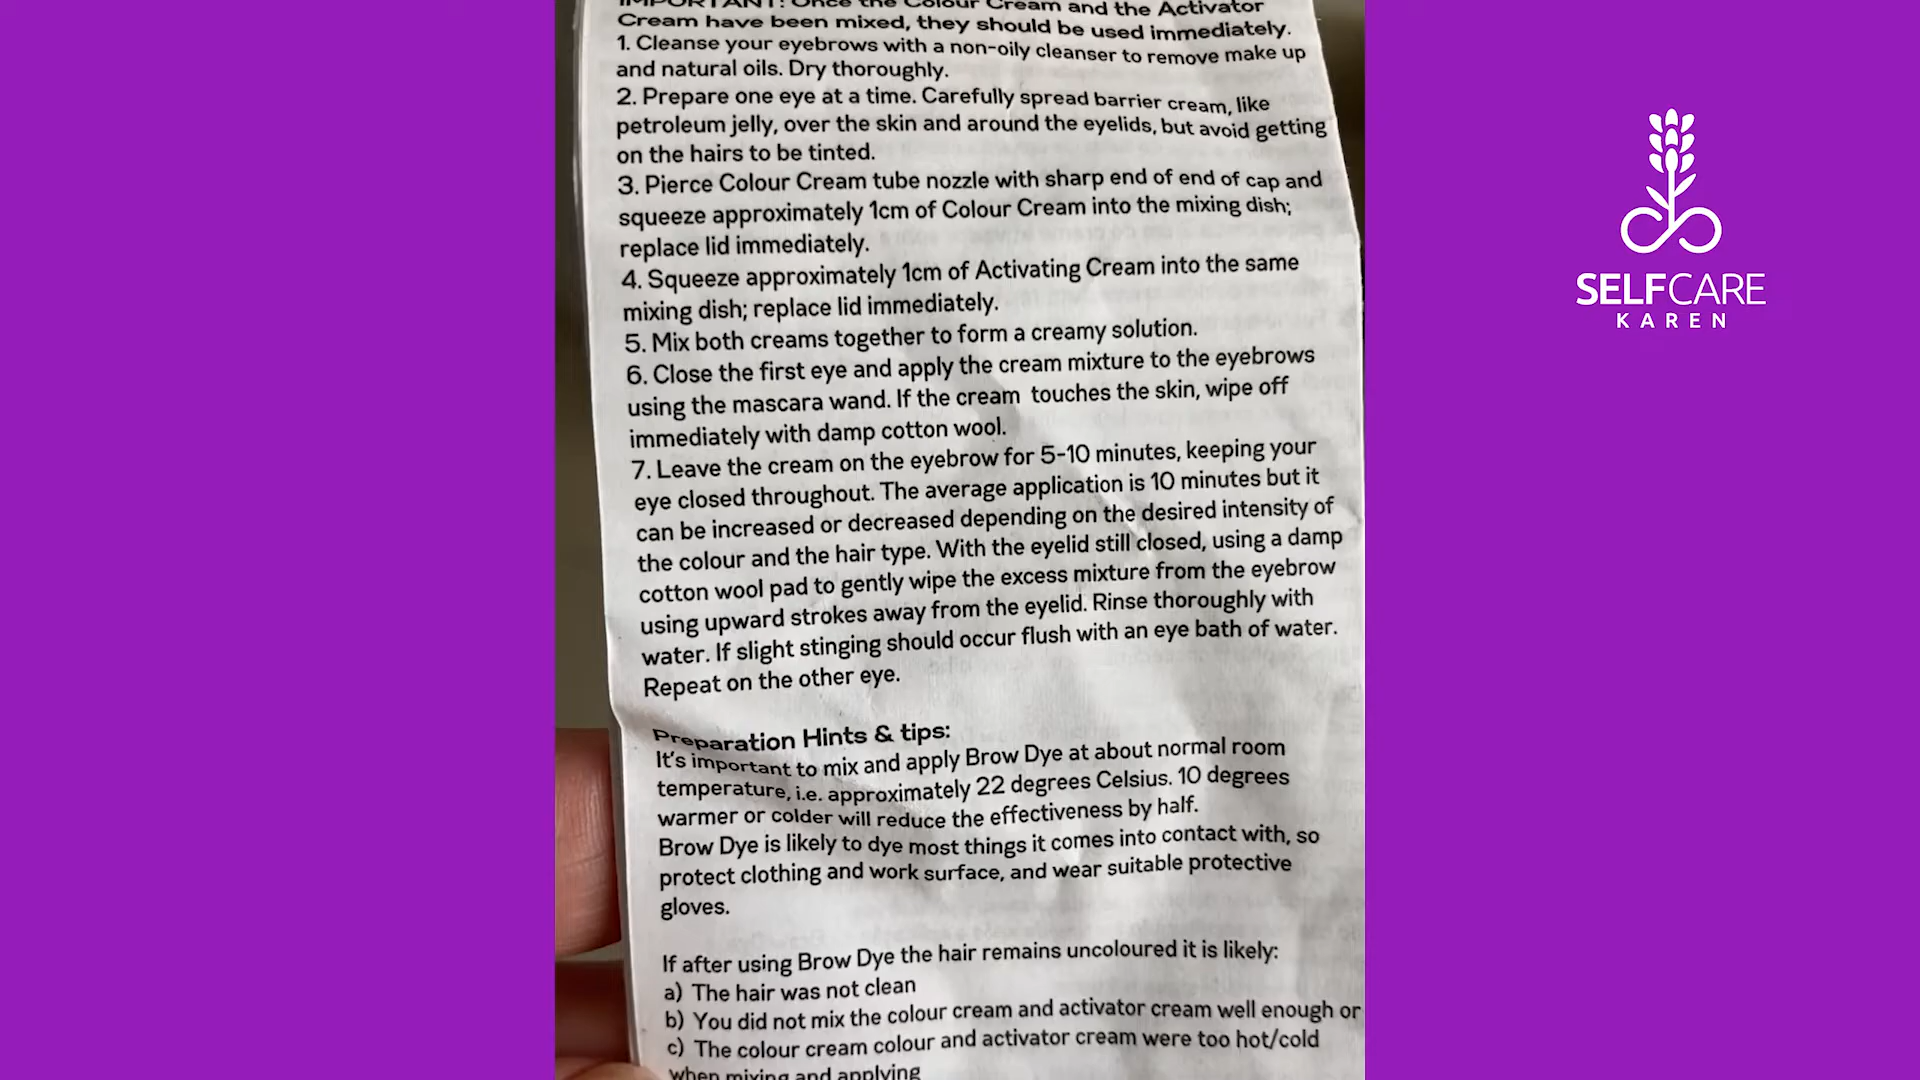 IMPORTANT! Once the Colour Cream and the Activator
Cream have been mixed, they should be used immediately.
1. Cleanse your eyebrows with a non-oily cleanser to remove make up
and natural oils. Dry thoroughly.
2. Prepare one eye at a time. Carefully spread barrier cream, like
petroleum jelly, over the skin and around the eyelids, but avoid getting
on the hairs to be tinted.
3. Pierce Colour Cream tube nozzle with sharp end of end of cap and
squeeze approximately 1cm of Colour Cream into the mixing dish;
replace lid immediately.
4. Squeeze approximately 1cm of Activating Cream into the same
mixing dish; replace lid immediately.
5. Mix both creams together to form a creamy solution.
6. Close the first eye and apply the cream mixture to the eyebrows
using the mascara wand. If the cream touches the skin, wipe off
immediately with damp cotton wool.
7. Leave the cream on the eyebrow for 5-10 minutes, keeping your
eye closed throughout. The average application is 10 minutes but it
can be increased or decreased depending on the desired intensity of
the colour and the hair type. With the eyelid still closed, using a damp
cotton wool pad to gently wipe the excess mixture from the eyebrow
using upward strokes away from the eyelid. Rinse thoroughly with
water. If slight stinging should occur flush with an eye bath of water.
Repeat on the other eye.
Preparation Hints & tips:
It's important to mix and apply Brow Dye at about normal room
temperature, i.e. approximately 22 degrees Celsius. 10 degrees
warmer or colder will reduce the effectiveness by half.
Brow Dye is likely to dye most things it comes into contact with, so
protect clothing and work surface, and wear suitable protective
gloves.
If after using Brow Dye the hair remains uncoloured it is likely:
a) The hair was not clean
b) You did not mix the colour cream and activator cream well enough or
c) The colour cream colour and activator cream were too hot/cold
when mixing and applying
SELFCARE
KAREN